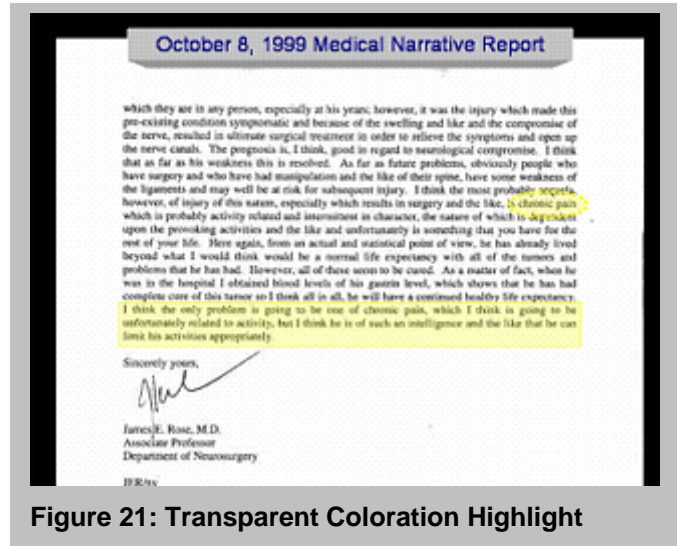 October 8, 1999 Medical Narrative Report
which they are in any person, especially at his years; however, it was the injury which made this
pre-existing condition symptomatic and because of the swelling and like and the compromise of
the nerve, resulted in ultimate surgical treatment in order to relieve the symptoms and open up
the nerve canals. The prognosis is, I think, good in regard to neurological compromise. I think
that as far as his weakness this is resolved. As far as future problems, obviously people who
have surgery and who have had manipulation and the like of their spine, have some weakness of
the ligaments and may well be at risk for subsequent injury. I think the most probably
however, of injury of this nature, especially which results in surgery and the like, is chronic pain
which is probably activity related and intermittent in character, the nature of which is dependent
upon the provoking activities and the like and unfortunately is something that you have for the
rest of your life. Here again, from an actual and statistical point of view, he has already lived
beyond what I would think would be a normal life expectancy with all of the tumors and
problems that he has had. However, all of these seem to be cured. As a matter of fact, when he
was in the hospital I obtained blood levels of his gastrin level, which shows that he has had
complete cure of this tumor so I think all in all, he will have a continued healthy life expectancy.
I think the only problem is going to be one of chronic pain, which I think is going to be
unfortunately related to activity, but I think he is of such an intelligence and the like that he can
limit his activities appropriately.
Sincerely yours,
James E. Rose, M.D.
Associate Professor
Department of Neurosurgery
Figure 21: Transparent Coloration Highlight